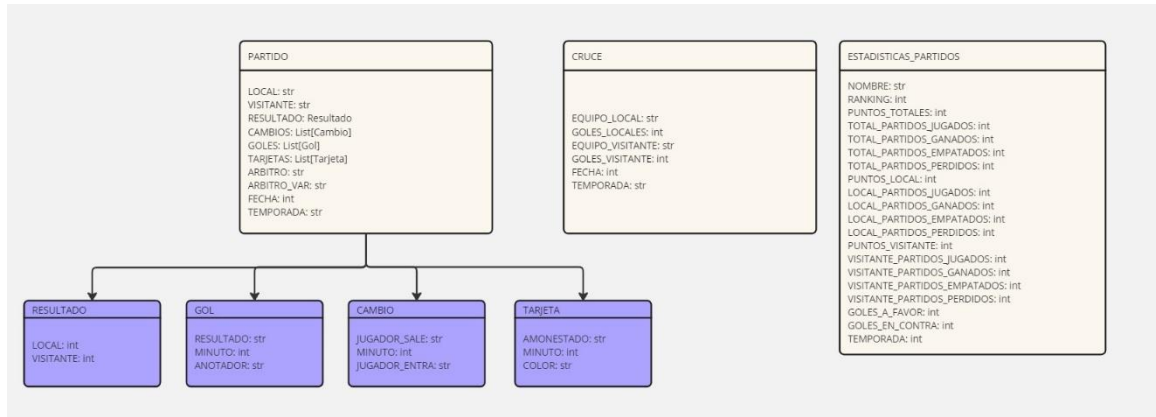 PARTIDO
LOCAL: str
VISITANTE: str
RESULTADO: Resultado
CAMBIOS: List[Cambio]
GOLES: List[Gol]
TARJETAS: List[Tarjeta]
ARBITRO: str
ARBITRO_VAR: str
FECHA: int
TEMPORADA: str
CRUCE
EQUIPO_LOCAL: str
GOLES_LOCALES: int
EQUIPO_VISITANTE: str
GOLES_VISITANTE: int
FECHA: int
TEMPORADA: str
ESTADISTICAS_PARTIDOS
NOMBRE: str
RANKING: int
PUNTOS_TOTALES: int
TOTAL_PARTIDOS_JUGADOS: int
TOTAL_PARTIDOS_GANADOS: int
TOTAL_PARTIDOS_EMPATADOS: int
TOTAL_PARTIDOS_PERDIDOS: int
PUNTOS_LOCAL: int
LOCAL_PARTIDOS_JUGADOS: int
LOCAL_PARTIDOS_GANADOS: int
LOCAL_PARTIDOS_EMPATADOS: int
LOCAL_PARTIDOS_PERDIDOS: int
PUNTOS_VISITANTE: int
VISITANTE_PARTIDOS_JUGADOS: int
VISITANTE_PARTIDOS_GANADOS: int
VISITANTE_PARTIDOS_EMPATADOS: int
VISITANTE_PARTIDOS_PERDIDOS: int
GOLES_A_FAVOR: int
GOLES_EN_CONTRA: int
TEMPORADA: int
RESULTADO
LOCAL: int
VISITANTE: int
GOL
RESULTADO: str
MINUTO: int
ANOTADOR: str
CAMBIO
JUGADOR_SALE: str
MINUTO: int
JUGADOR_ENTRA: str
TARJETA
AMONESTADO: str
MINUTO: int
COLOR: str